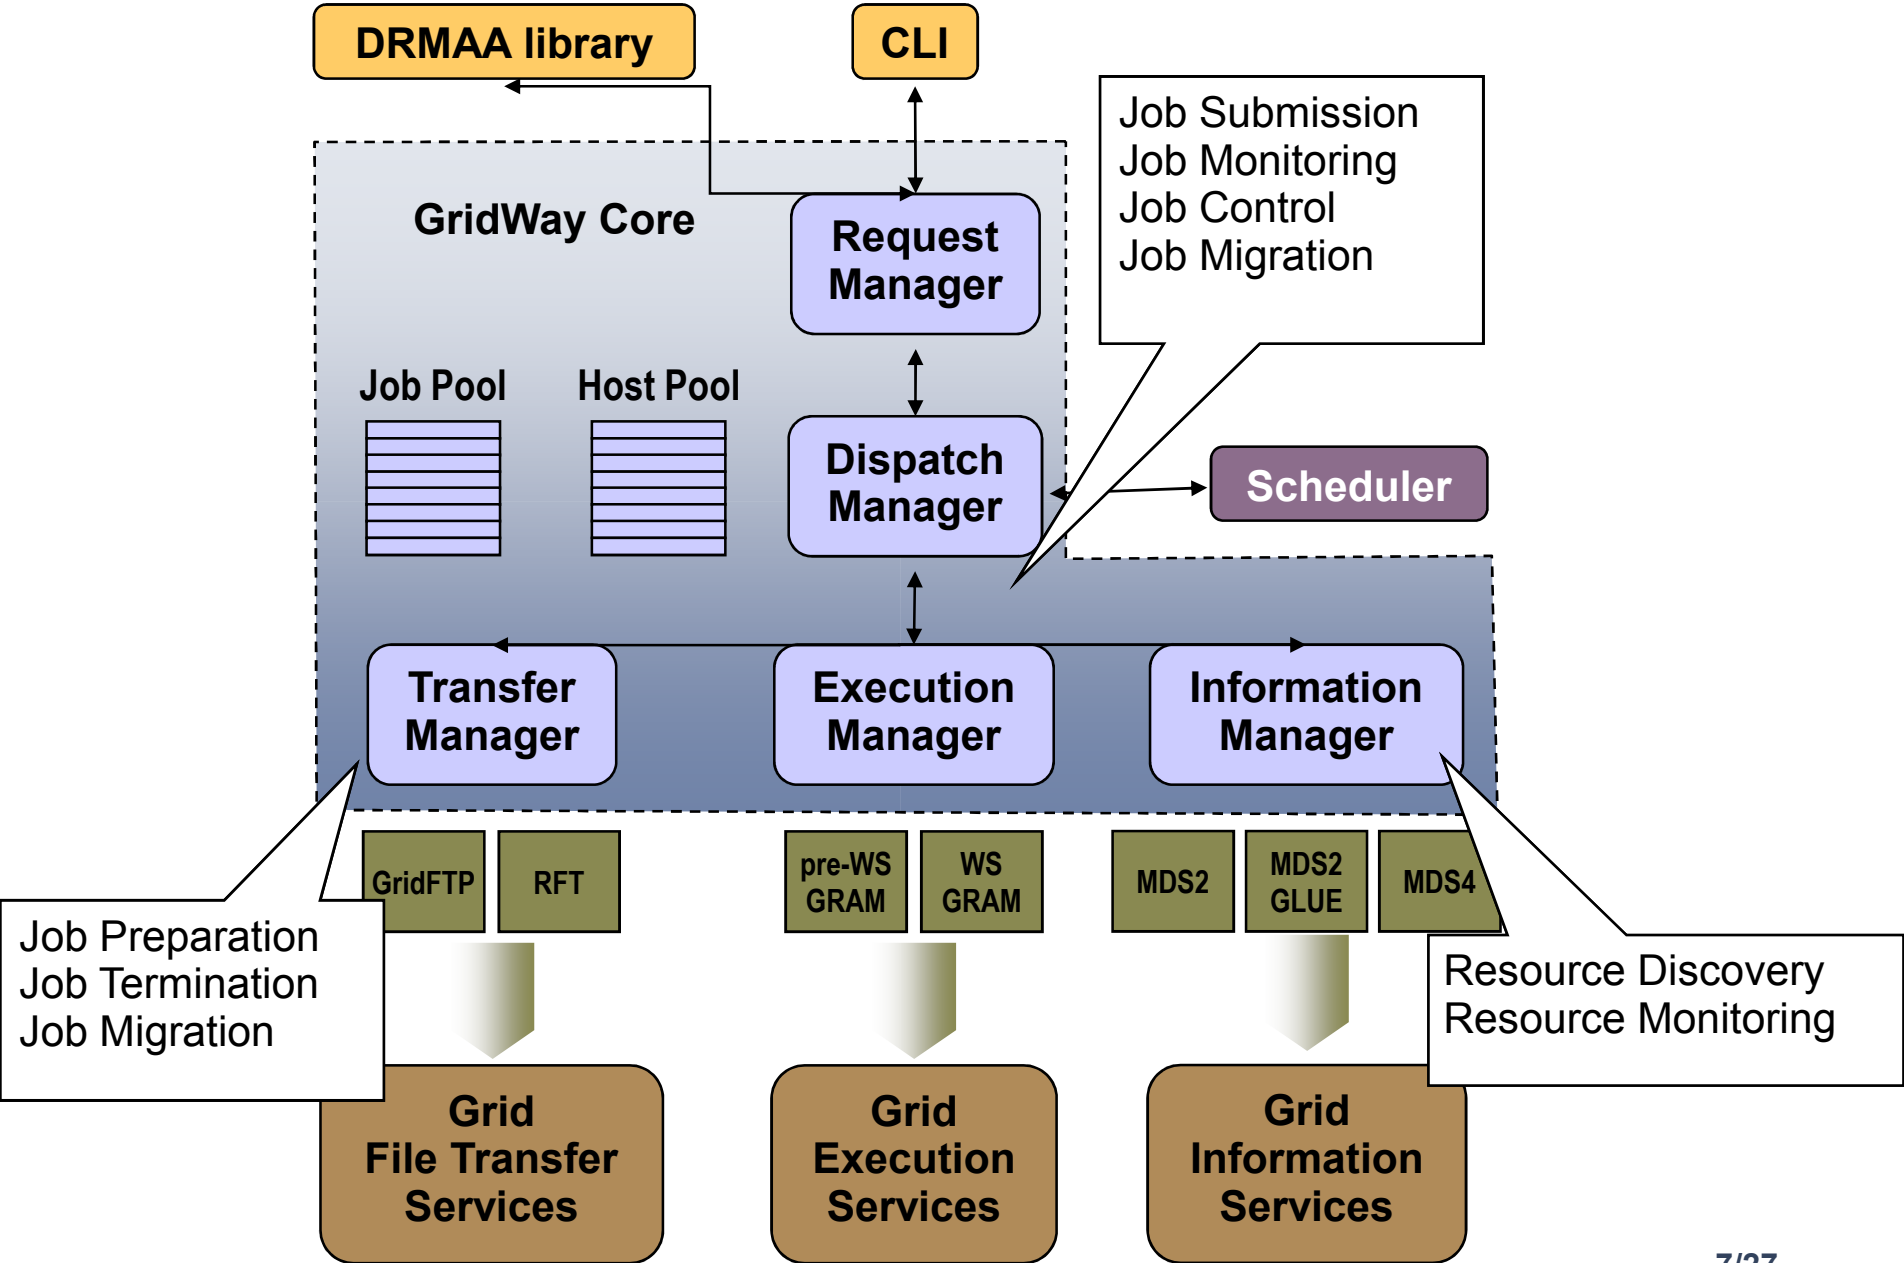 DRMAA library
CLI
Job Submission
Job Monitoring
Job Control
Job Migration
GridWay Core
Request
Manager
Job Pool
Host Pool
Dispatch
Manager
Scheduler
Transfer
Manager
Execution
Manager
Information
Manager
GridFTP
RFT
pre-WS
GRAM
WS
GRAM
MDS2
MDS2
GLUE
MDS4
Job Preparation
Job Termination
Job Migration
Resource Discovery
Resource Monitoring
Grid
File Transfer
Services
Grid
Execution
Services
Grid
Information
Services
7/27